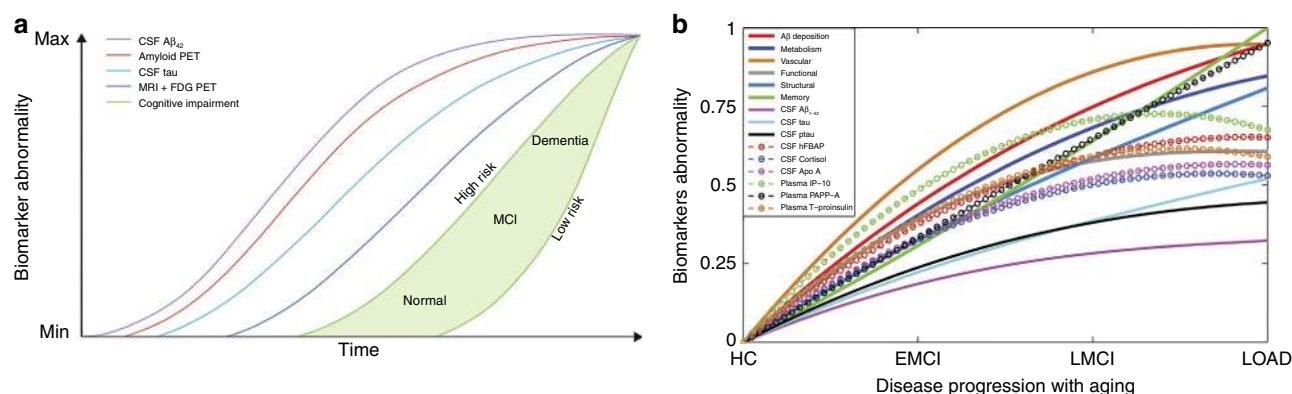 a
Max
Min
Biomarker abnormality
Time
CSF Aβ42
Amyloid PET
CSF tau
MRI + FDG PET
Cognitive impairment
High risk
Low risk
Dementia
MCI
Normal
b
1
0.75
0.5
0.25
0
Biomarkers abnormality
Aβ deposition
Metabolism
Vascular
Functional
Structural
Memory
CSF Aβ1−42
CSF tau
CSF ptau
CSF hFBAP
CSF Cortisol
CSF Apo A
Plasma IP−10
Plasma PAPP−A
Plasma T−proinsulin
HC
EMCI
LMCI
LOAD
Disease progression with aging